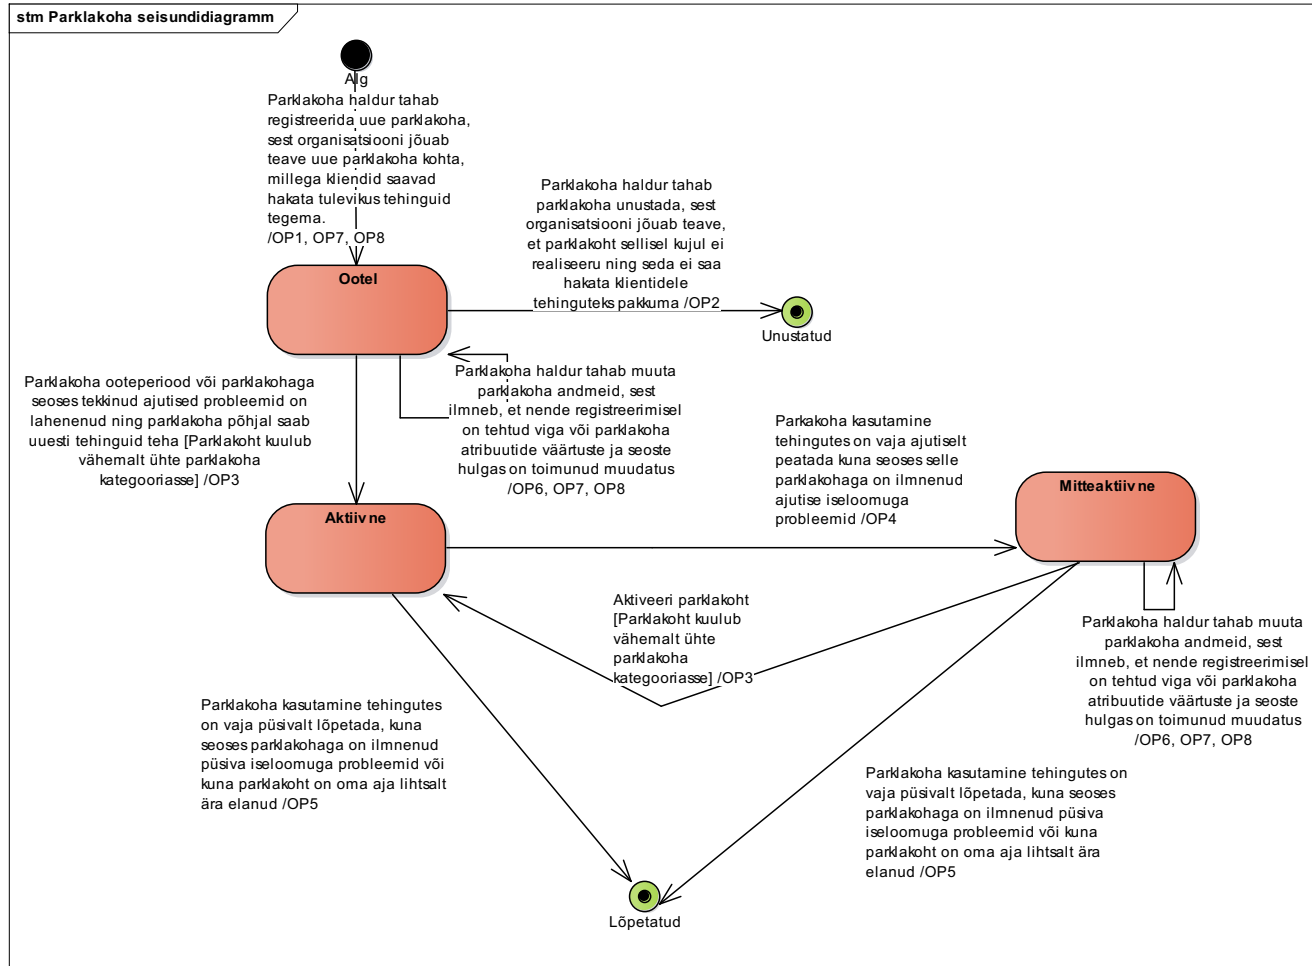 stm Parklakoha seisundidiagramm
Alg
Parklakoha haldur tahab
registreerida uue parklakoha,
sest organisatsiooni jõuab
teave uue parklakoha kohta,
millega kliendid saavad
hakata tulevikus tehinguid
tegema.
/OP1, OP7, OP8
Parklakoha haldur tahab
parklakoha unustada, sest
organisatsiooni jõuab teave,
et parklakoht sellisel kujul ei
realiseeru ning seda ei saa
hakata klientidele
tehinguteks pakkuma /OP2
Ootel
Unustatud
Parklakoha ooteperiood või parklakohaga
seoses tekkinud ajutised probleemid on
lahenenud ning parklakoha põhjal saab
uuesti tehinguid teha [Parklakoht kuulub
vähemalt ühte parklakoha
kategooriasse] /OP3
Parklakoha haldur tahab muuta
parklakoha andmeid, sest
ilmneb, et nende registreerimisel
on tehtud viga või parklakoha
atribuutide väärtuste ja seoste
hulgas on toimunud muudatus
/OP6, OP7, OP8
Parkakoha kasutamine
tehingutes on vaja ajutiselt
peatada kuna seoses selle
parklakohaga on ilmnenud
ajutise iseloomuga
probleemid /OP4
Mitteaktiivne
Aktiivne
Aktiveeri parklakoht
[Parklakoht kuulub
vähemalt ühte
parklakoha
kategooriasse] /OP3
Parklakoha haldur tahab muuta
parklakoha andmeid, sest
ilmneb, et nende registreerimisel
on tehtud viga või parklakoha
atribuutide väärtuste ja seoste
hulgas on toimunud muudatus
/OP6, OP7, OP8
Parklakoha kasutamine tehingutes
on vaja püsivalt lõpetada, kuna
seoses parklakohaga on ilmnenud
püsiva iseloomuga probleemid või
kuna parklakoht on oma aja lihtsalt
ära elanud /OP5
Parklakoha kasutamine tehingutes on
vaja püsivalt lõpetada, kuna seoses
parklakohaga on ilmnenud püsiva
iseloomuga probleemid või kuna
parklakoht on oma aja lihtsalt ära
elanud /OP5
Lõpetatud